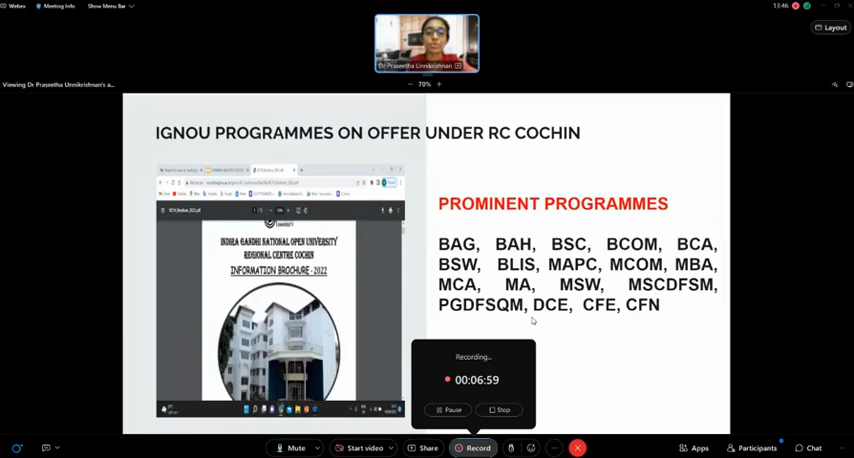 Webex
Meeting Info
Show Menu Bar
13:46
Layout
Dr Praseetha Unnikrishnan
Viewing Dr Praseetha Unnikrishnan's a...
70%
IGNOU PROGRAMMES ON OFFER UNDER RC COCHIN
INDIRA GANDHI NATIONAL OPEN UNIVERSITY
REGIONAL CENTRE COCHIN
INFORMATION BROCHURE - 2022
PROMINENT PROGRAMMES
BAG, BAH, BSC, BCOM, BCA,
BSW, BLIS, MAPC, MCOM, MBA,
MCA, MA, MSW, MSCDFSM,
PGDFSQM, DCE, CFE, CFN
Recording...
00:06:59
Pause
Stop
Mute
Start video
Share
Record
Apps
Participants
Chat